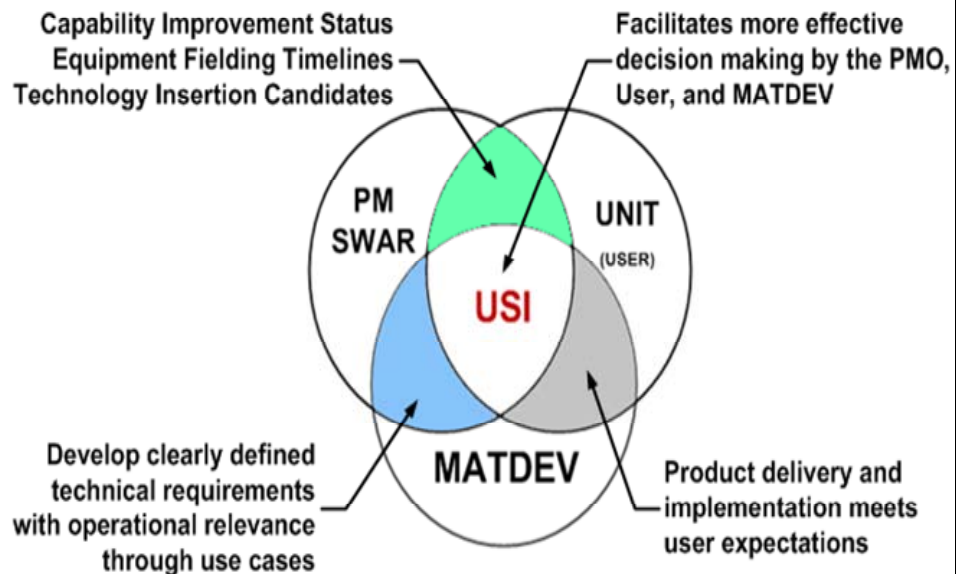 Capability Improvement Status
Equipment Fielding Timelines
Technology Insertion Candidates
Facilitates more effective
decision making by the PMO,
User, and MATDEV
PM
SWAR
UNIT
(USER)
USI
MATDEV
Develop clearly defined
technical requirements
with operational relevance
through use cases
Product delivery and
implementation meets
user expectations